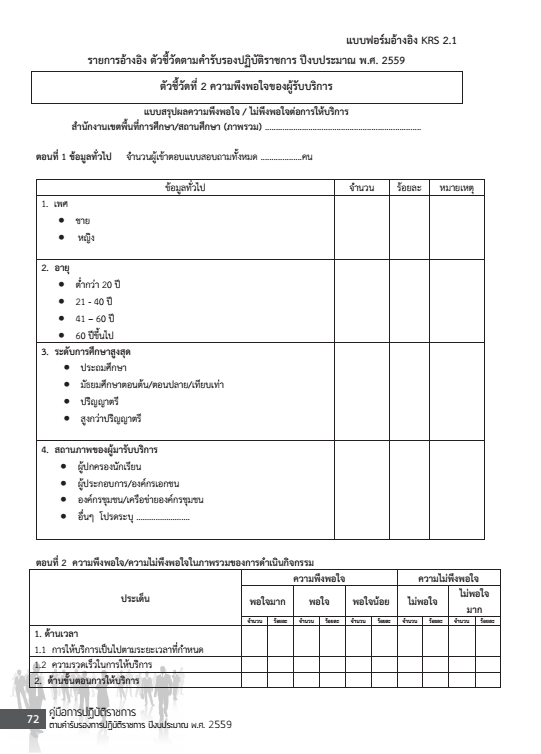 แบบฟอร์มอ้างอิง KRS 2.1
รายการอ้างอิง ตัวชี้วัดตามคำรับรองปฏิบัติราชการ ปีงบประมาณ พ.ศ. 2559
ตัวชี้วัดที่ 2 ความพึงพอใจของผู้รับบริการ
แบบสรุปผลความพึงพอใจ / ไม่พึงพอใจต่อการให้บริการ
สำนักงานเขตพื้นที่การศึกษา/สถานศึกษา (ภาพรวม) ........................................................................
ตอนที่ 1 ข้อมูลทั่วไป จำนวนผู้เข้าตอบแบบสอบถามทั้งหมด ....................คน
ข้อมูลทั่วไป จำนวน ร้อยละ หมายเหตุ
1. เพศ
● ชาย
● หญิง
2. อายุ
● ต่ำกว่า 20 ปี
● 21 - 40 ปี
● 41 – 60 ปี
● 60 ปีขึ้นไป
3. ระดับการศึกษาสูงสุด
● ประถมศึกษา
● มัธยมศึกษาตอนต้น/ตอนปลาย/เทียบเท่า
● ปริญญาตรี
● สูงกว่าปริญญาตรี
4. สถานภาพของผู้มารับบริการ
● ผู้ปกครองนักเรียน
● ผู้ประกอบการ/องค์กรเอกชน
● องค์กรชุมชน/เครือข่ายองค์กรชุมชน
● อื่นๆ โปรดระบุ .........................
ตอนที่ 2 ความพึงพอใจ/ความไม่พึงพอใจในภาพรวมของการดำเนินกิจกรรม
ประเด็น ความพึงพอใจ ความไม่พึงพอใจ
พอใจมาก พอใจ พอใจน้อย ไม่พอใจ ไม่พอใจ
มาก
จำนวน ร้อยละ จำนวน ร้อยละ จำนวน ร้อยละ จำนวน ร้อยละ จำนวน ร้อยละ
1. ด้านเวลา
1.1 การให้บริการเป็นไปตามระยะเวลาที่กำหนด
1.2 ความรวดเร็วในการให้บริการ
2. ด้านขั้นตอนการให้บริการ
72 คู่มือการปฏิบัติราชการ
ตามคำรับรองการปฏิบัติราชการ ปีงบประมาณ พ.ศ. 2559